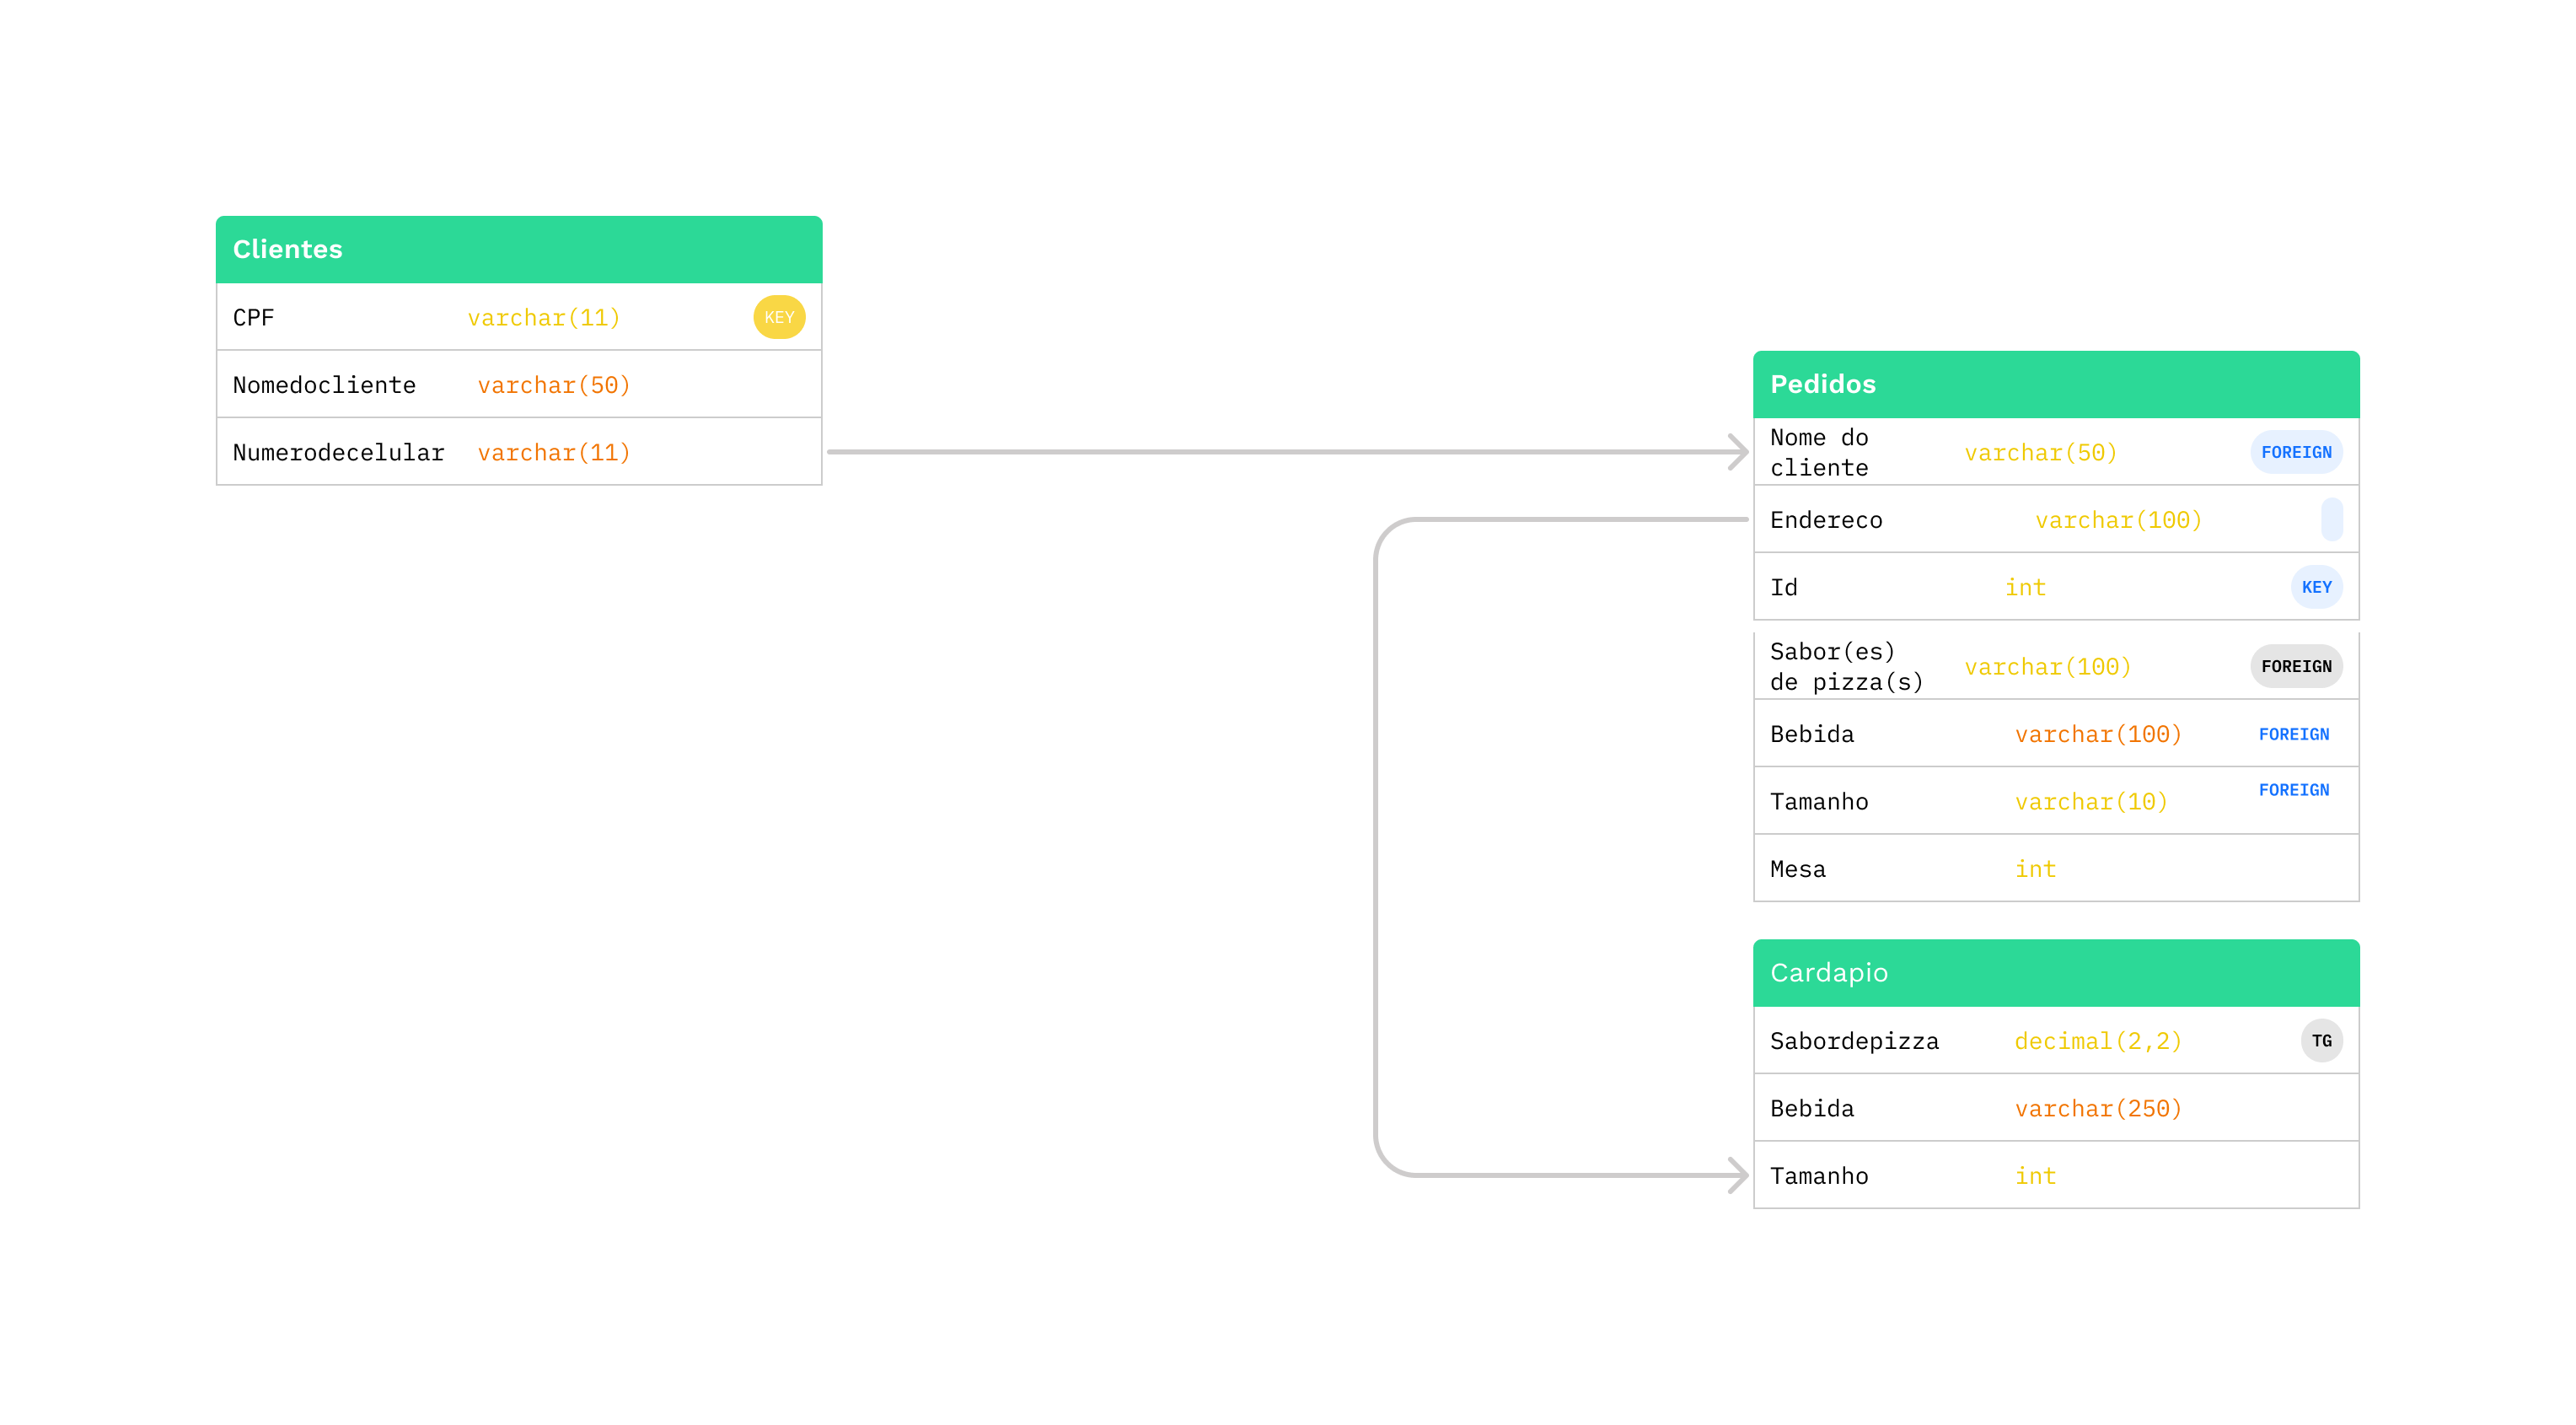 Clientes
CPF varchar(11) KEY
Nomedocliente varchar(50)
Numerodecelular varchar(11)
Pedidos
Nome do
cliente varchar(50) FOREIGN
Endereco varchar(100)
Id int KEY
Sabor(es)
de pizza(s) varchar(100) FOREIGN
Bebida varchar(100) FOREIGN
Tamanho varchar(10) FOREIGN
Mesa int
Cardapio
Sabordepizza decimal(2,2) TG
Bebida varchar(250)
Tamanho int